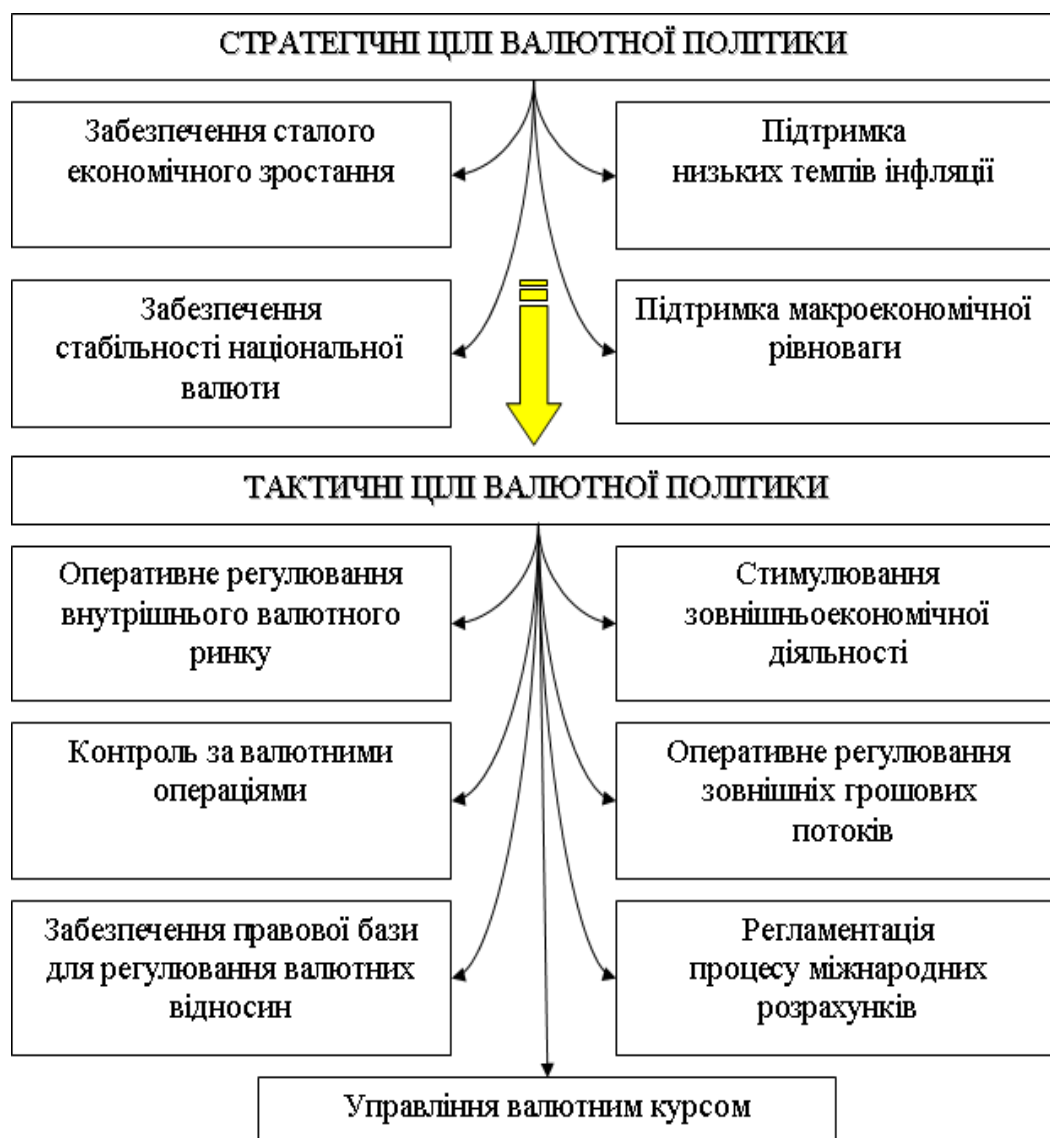 СТРАТЕГІЧНІ ЦІЛІ ВАЛЮТНОЇ ПОЛІТИКИ
Забезпечення сталого
економічного зростання
Підтримка
низьких темпів інфляції
Забезпечення
стабільності національної
валюти
Підтримка макроекономічної
рівноваги
ТАКТИЧНІ ЦІЛІ ВАЛЮТНОЇ ПОЛІТИКИ
Оперативне регулювання
внутрішнього валютного
ринку
Стимулювання
зовнішньоекономічної
діяльності
Контроль за валютними
операціями
Оперативне регулювання
зовнішніх грошових
потоків
Забезпечення правової бази
для регулювання валютних
відносин
Регламентація
процесу міжнародних
розрахунків
Управління валютним курсом